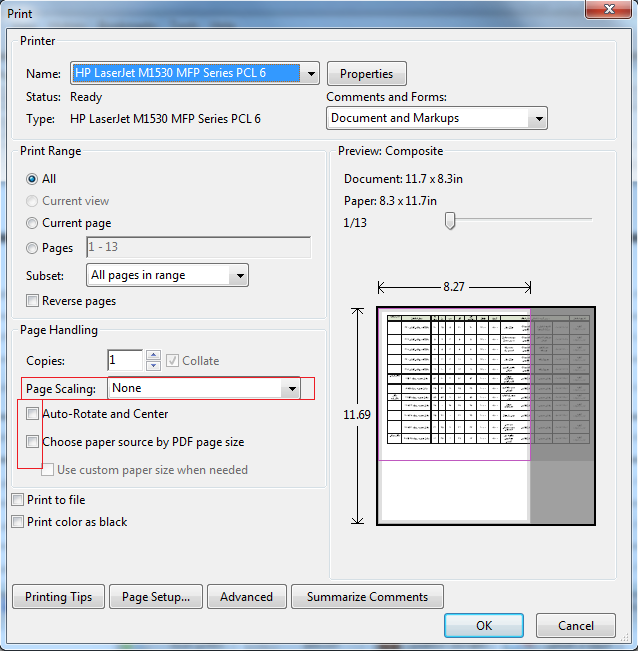 Print
Printer
Name: HP LaserJet M1530 MFP Series PCL 6 Properties
Status: Ready Comments and Forms:
Type: HP LaserJet M1530 MFP Series PCL 6 Document and Markups
Print Range
All
Current view
Current page
Pages 1 - 13
Subset: All pages in range
Reverse pages
Page Handling
Copies: 1 Collate
Page Scaling: None
Auto-Rotate and Center
Choose paper source by PDF page size
Use custom paper size when needed
Print to file
Print color as black
Preview: Composite
Document: 11.7 x 8.3in
Paper: 8.3 x 11.7in
1/13
8.27
11.69
Printing Tips Page Setup... Advanced Summarize Comments
OK Cancel